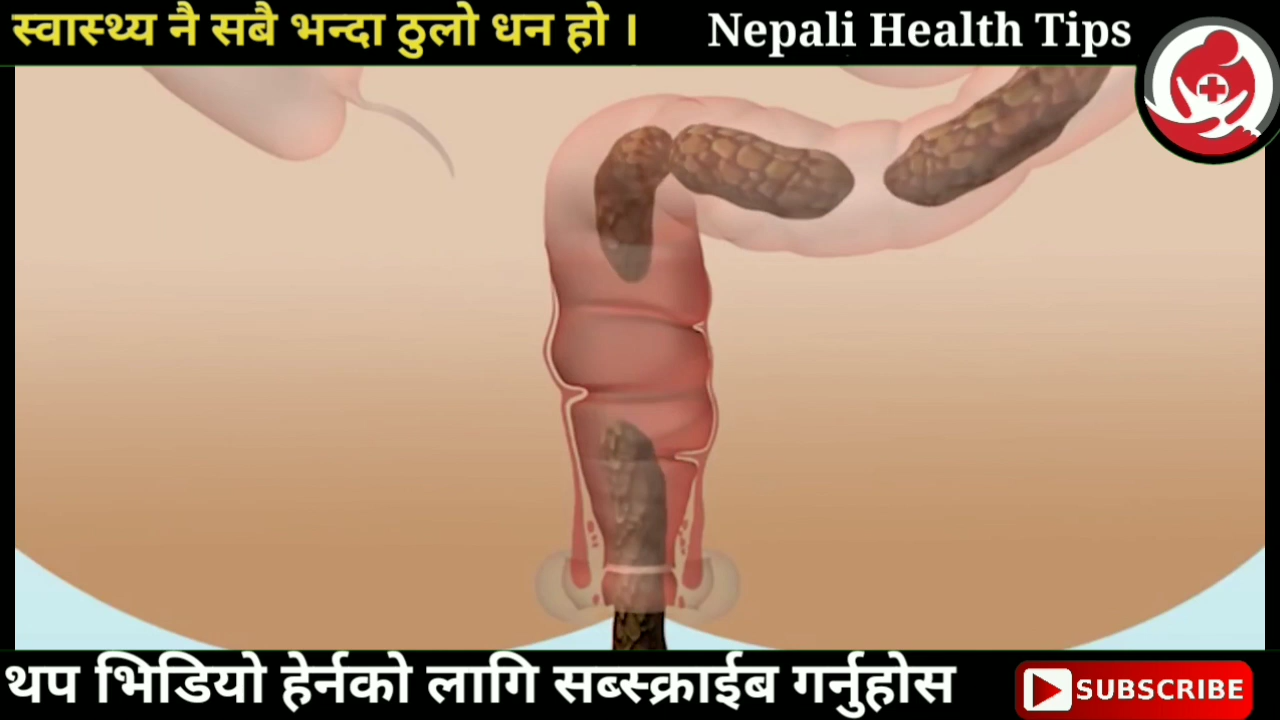 स्वास्थ्य नै सबै भन्दा ठुलो धन हो । Nepali Health Tips
थप भिडियो हेर्नको लागि सब्स्क्राईब गर्नुहोस SUBSCRIBE